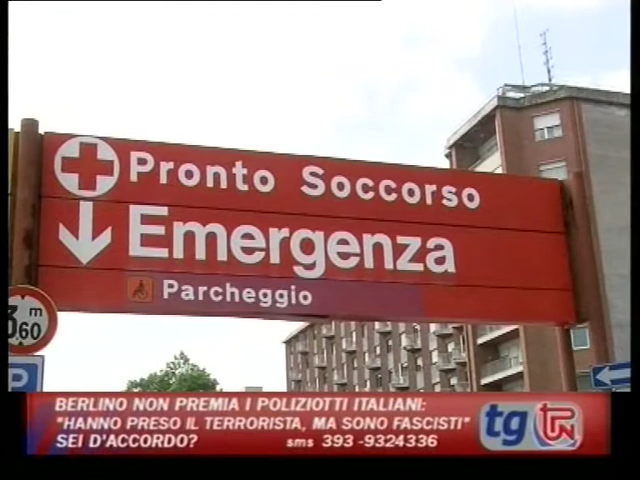 Pronto Soccorso
Emergenza
Parcheggio
3 m
60
P
BERLINO NON PREMIA I POLIZIOTTI ITALIANI:
"HANNO PRESO IL TERRORISTA, MA SONO FASCISTI"
SEI D'ACCORDO? sms 393 -9324336
tg TRN